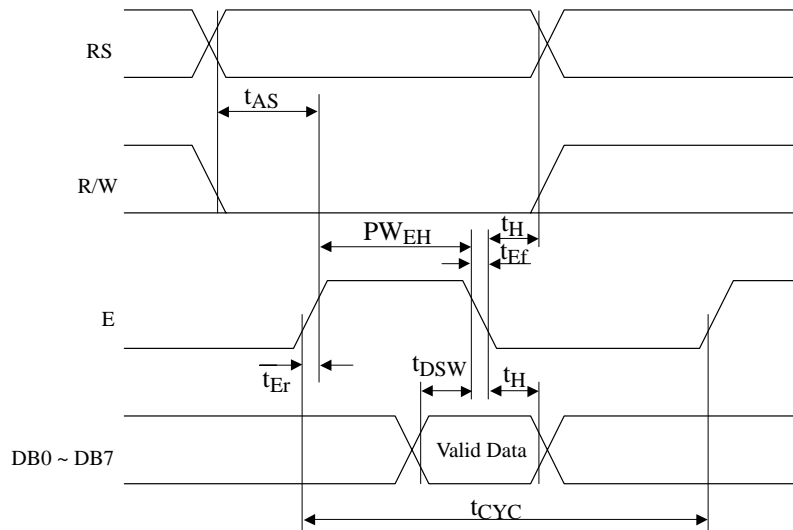 RS
tAS
R/W
PWEH
tH
tEf
E
tEr
tDSW
tH
DB0 ~ DB7
Valid Data
tCYC